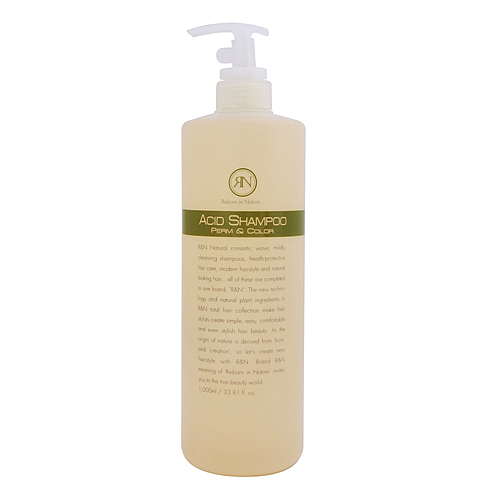 RN
Reborn in Nature
ACID SHAMPOO
PERM & COLOR
R&N Natural romantic wave, mildly
cleansing shampoos, health-protective
hair care, modern hairstyle and natural
looking hair... all of these are completed
in one brand, 'R&N'. The new technol-
ogy and natural plant ingredients in
R&N total hair collection make hair
stylists create simple, easy, comfortable
and even stylish hair beauty. As the
origin of nature is derived from 'born'
and 'creation', so let's create new
hairstyle with R&N. Brand R&N
meaning of 'Reborn in Nature' invites
you to the true beauty world.
1,000ml / 33.81 fl. oz.